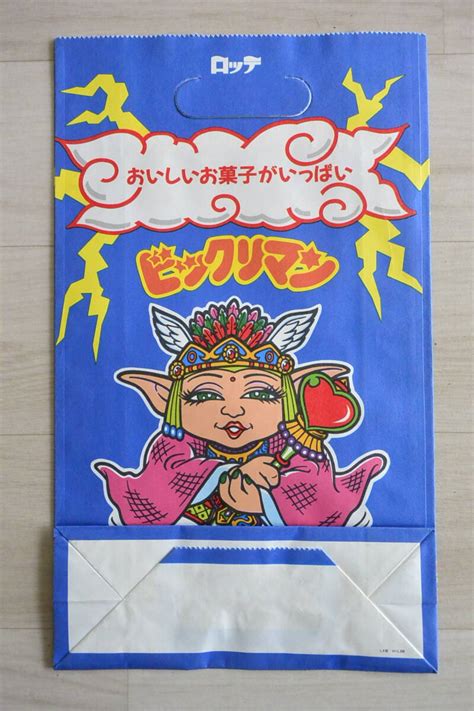 ロッテ
おいしいお菓子がいっぱい
ビックリマン